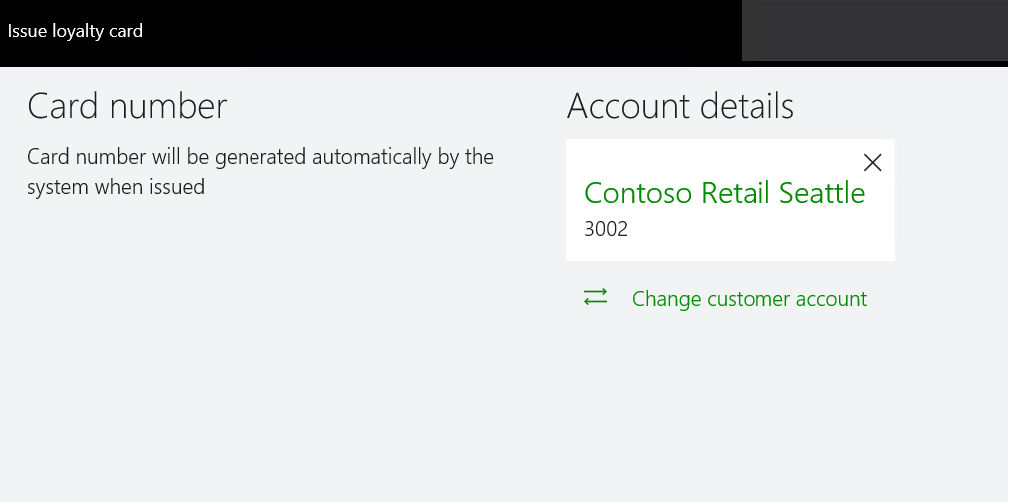 Issue loyalty card
Card number
Card number will be generated automatically by the
system when issued
Account details
Contoso Retail Seattle
3002
Change customer account